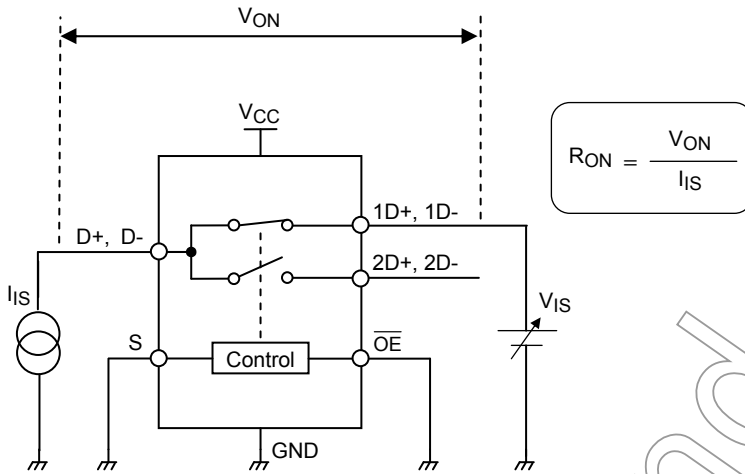 VON
VCC
RON = VON / IIS
D+, D-
1D+, 1D-
2D+, 2D-
IIS
VIS
S
Control
OE
GND